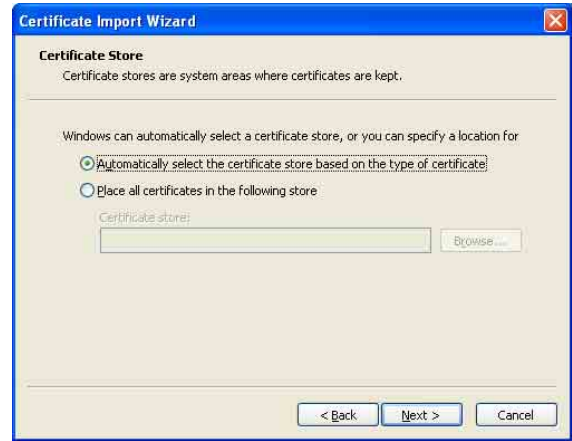 Certificate Import Wizard
Certificate Store
Certificate stores are system areas where certificates are kept.
Windows can automatically select a certificate store, or you can specify a location for
Automatically select the certificate store based on the type of certificate
Place all certificates in the following store
Certificate store:
Browse...
< Back
Next >
Cancel